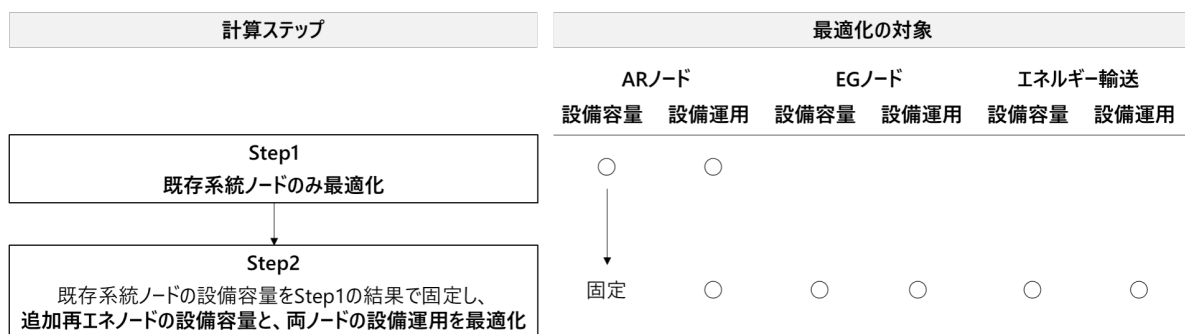 計算ステップ
最適化の対象
ARノード
EGノード
エネルギー輸送
設備容量
設備運用
設備容量
設備運用
設備容量
設備運用
Step1
既存系統ノードのみ最適化
○
○
Step2
既存系統ノードの設備容量をStep1の結果で固定し、
追加再エネノードの設備容量と、両ノードの設備運用を最適化
固定
○
○
○
○
○